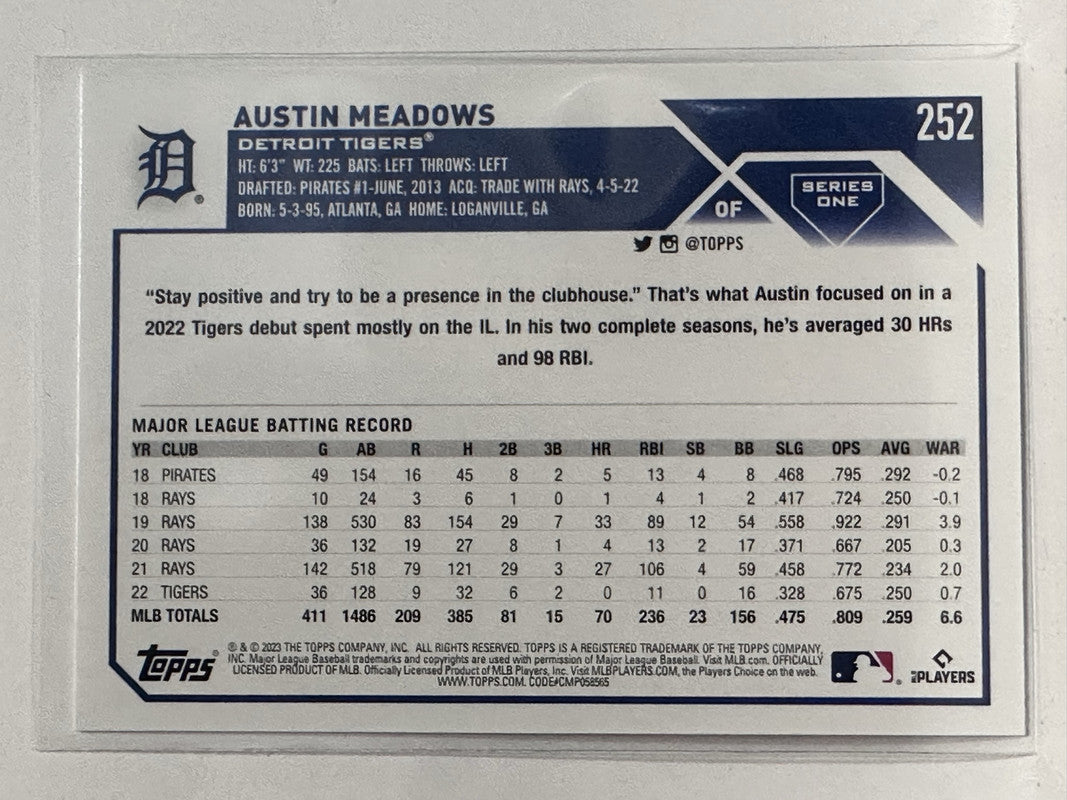 AUSTIN MEADOWS
252
DETROIT TIGERS®
HT: 6'3" WT: 225 BATS: LEFT THROWS: LEFT
DRAFTED: PIRATES #1-JUNE, 2013 ACQ: TRADE WITH RAYS, 4-5-22
BORN: 5-3-95, ATLANTA, GA HOME: LOGANVILLE, GA
OF
SERIES
ONE
@TOPPS
“Stay positive and try to be a presence in the clubhouse.” That's what Austin focused on in a
2022 Tigers debut spent mostly on the IL. In his two complete seasons, he's averaged 30 HRs
and 98 RBI.
MAJOR LEAGUE BATTING RECORD
YR CLUB G AB R H 2B 3B HR RBI SB BB SLG OPS AVG WAR
18 PIRATES 49 154 16 45 8 2 5 13 4 8 .468 .795 .292 -0.2
18 RAYS 10 24 3 6 1 0 1 4 1 2 .417 .724 .250 -0.1
19 RAYS 138 530 83 154 29 7 33 89 12 54 .558 .922 .291 3.9
20 RAYS 36 132 19 27 8 1 4 13 2 17 .371 .667 .205 0.3
21 RAYS 142 518 79 121 29 3 27 106 4 59 .458 .772 .234 2.0
22 TIGERS 36 128 9 32 6 2 0 11 0 16 .328 .675 .250 0.7
MLB TOTALS 411 1486 209 385 81 15 70 236 23 156 .475 .809 .259 6.6
TOPPS®
® & © 2023 THE TOPPS COMPANY, INC. ALL RIGHTS RESERVED. TOPPS IS A REGISTERED TRADEMARK OF THE TOPPS COMPANY,
INC. Major League Baseball trademarks and copyrights are used with permission of Major League Baseball. Visit MLB.com. OFFICIALLY
LICENSED PRODUCT OF MLB. Officially Licensed Product of MLB Players, Inc. Visit MLBPLAYERS.COM, the Players Choice on the web.
WWW.TOPPS.COM. CODE#CMP058565
MLB PLAYERS